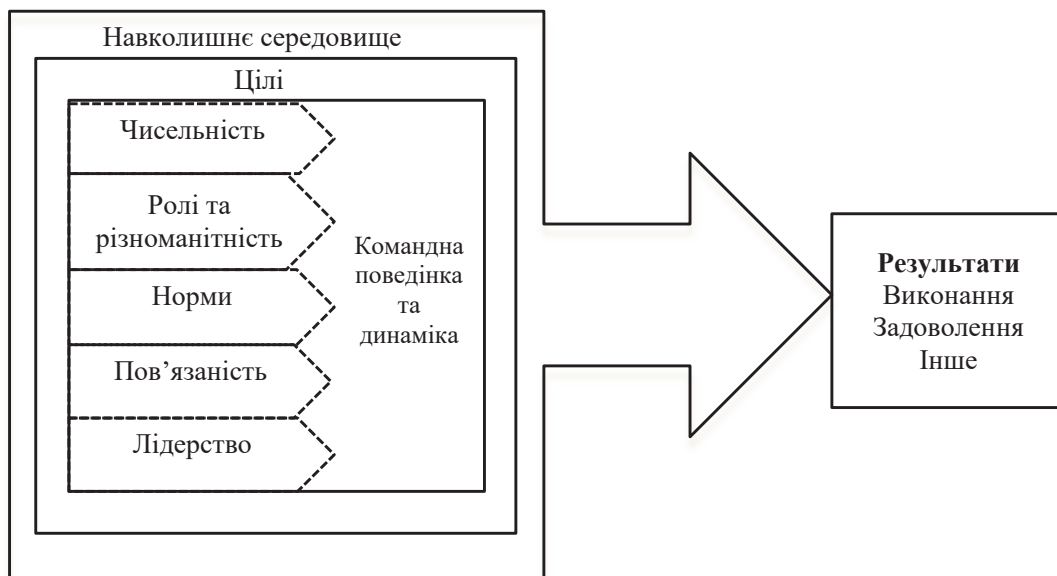 Навколишнє середовище
Цілі
Чисельність
Ролі та
різноманітність
Норми
Пов’язаність
Лідерство
Командна
поведінка
та
динаміка
Результати
Виконання
Задоволення
Інше